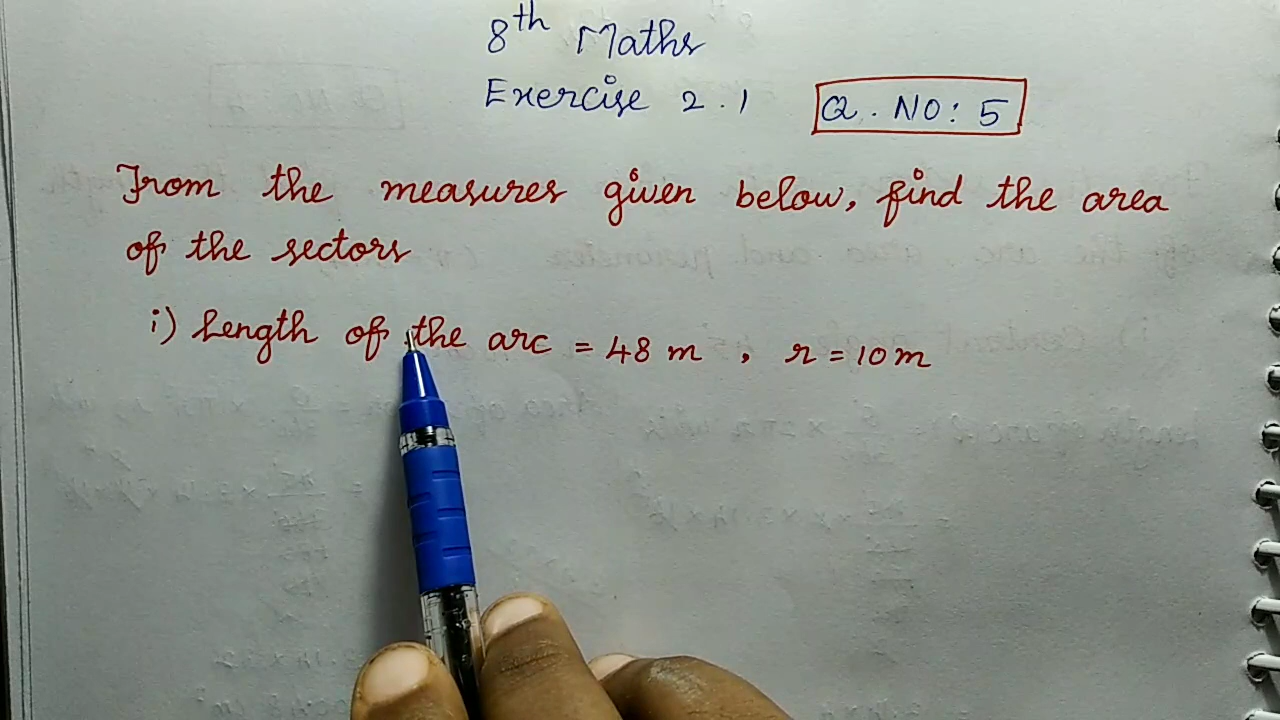 8th Maths
Exercise 2.1 Q. NO: 5
From the measures given below, find the area
of the sectors
i) Length of the arc = 48 m , r = 10 m